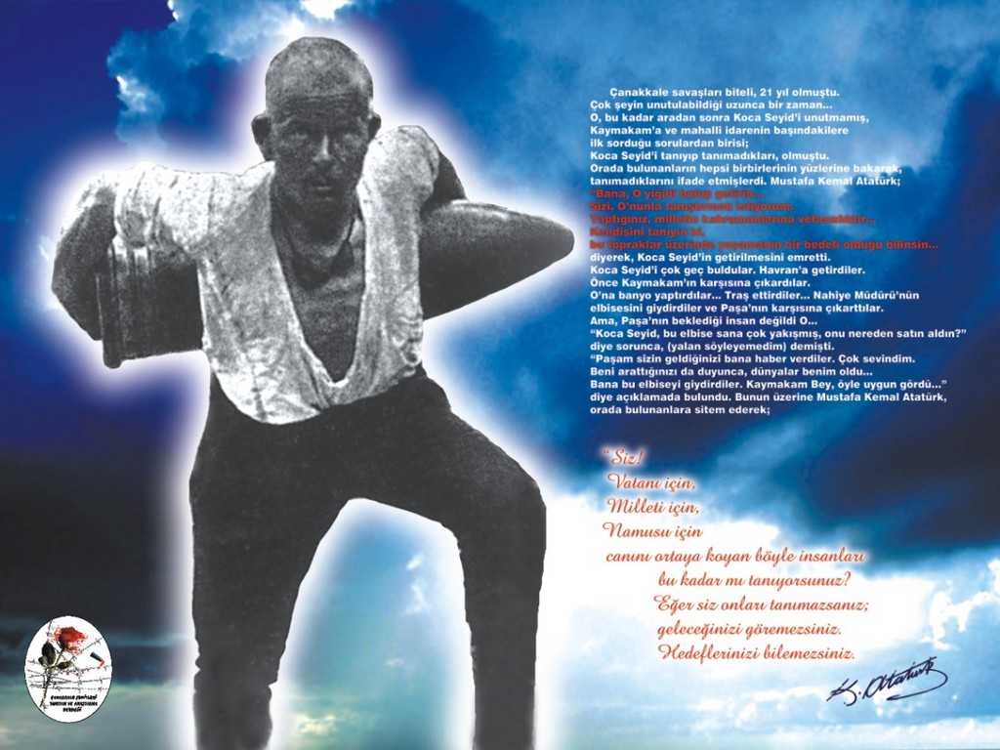 Çanakkale savaşları biteli, 21 yıl olmuştu.
Çok şeyin unutulabildiği uzunca bir zaman...
O, bu kadar aradan sonra Koca Seyid'i unutmamış,
Kaymakam'a ve mahalli idarenin başındakilere
ilk sorduğu sorulardan birisi;
Koca Seyid'i tanıyıp tanımadıkları, olmuştu.
Orada bulunanların hepsi birbirlerinin yüzlerine bakarak,
tanımadıklarını ifade etmişlerdi. Mustafa Kemal Atatürk;
"Bana, O yiğidi bulup getirin...
Sizi, O'nunla tanıştırmak istiyorum.
Yaptığınız, milletin kahramanlarına vefasızlıktır...
Kendisini tanıyın ki,
bu topraklar üzerinde yaşamanın bir bedeli olduğu bilinsin...
diyerek, Koca Seyid'in getirilmesini emretti.
Koca Seyid'i çok geç buldular. Havran'a getirdiler.
Önce Kaymakam'ın karşısına çıkardılar.
O'na banyo yaptırdılar... Traş ettirdiler... Nahiye Müdürü'nün
elbisesini giydirdiler ve Paşa'nın karşısına çıkarttılar.
Ama, Paşa'nın beklediği insan değildi O...
"Koca Seyid, bu elbise sana çok yakışmış, onu nereden satın aldın?"
diye sorunca, (yalan söyleyemedim) demişti.
"Paşam sizin geldiğinizi bana haber verdiler. Çok sevindim.
Beni arattığınızı da duyunca, dünyalar benim oldu...
Bana bu elbiseyi giydirdiler. Kaymakam Bey, öyle uygun gördü..."
diye açıklamada bulundu. Bunun üzerine Mustafa Kemal Atatürk,
orada bulunanlara sitem ederek;
"Siz!
Vatanı için,
Milleti için,
Namusu için
canını ortaya koyan böyle insanları
bu kadar mı tanıyorsunuz?
Eğer siz onları tanımazsanız;
geleceğinizi göremezsiniz.
Hedeflerinizi bilemezsiniz.
K. Atatürk